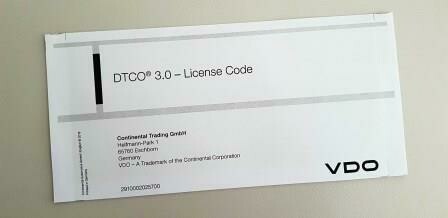 DTCO® 3.0 – License Code
Continental Trading GmbH
Heitmann-Park 1
65760 Eschborn
Germany
VDO – A Trademark of the Continental Corporation
2910002025700
VDO